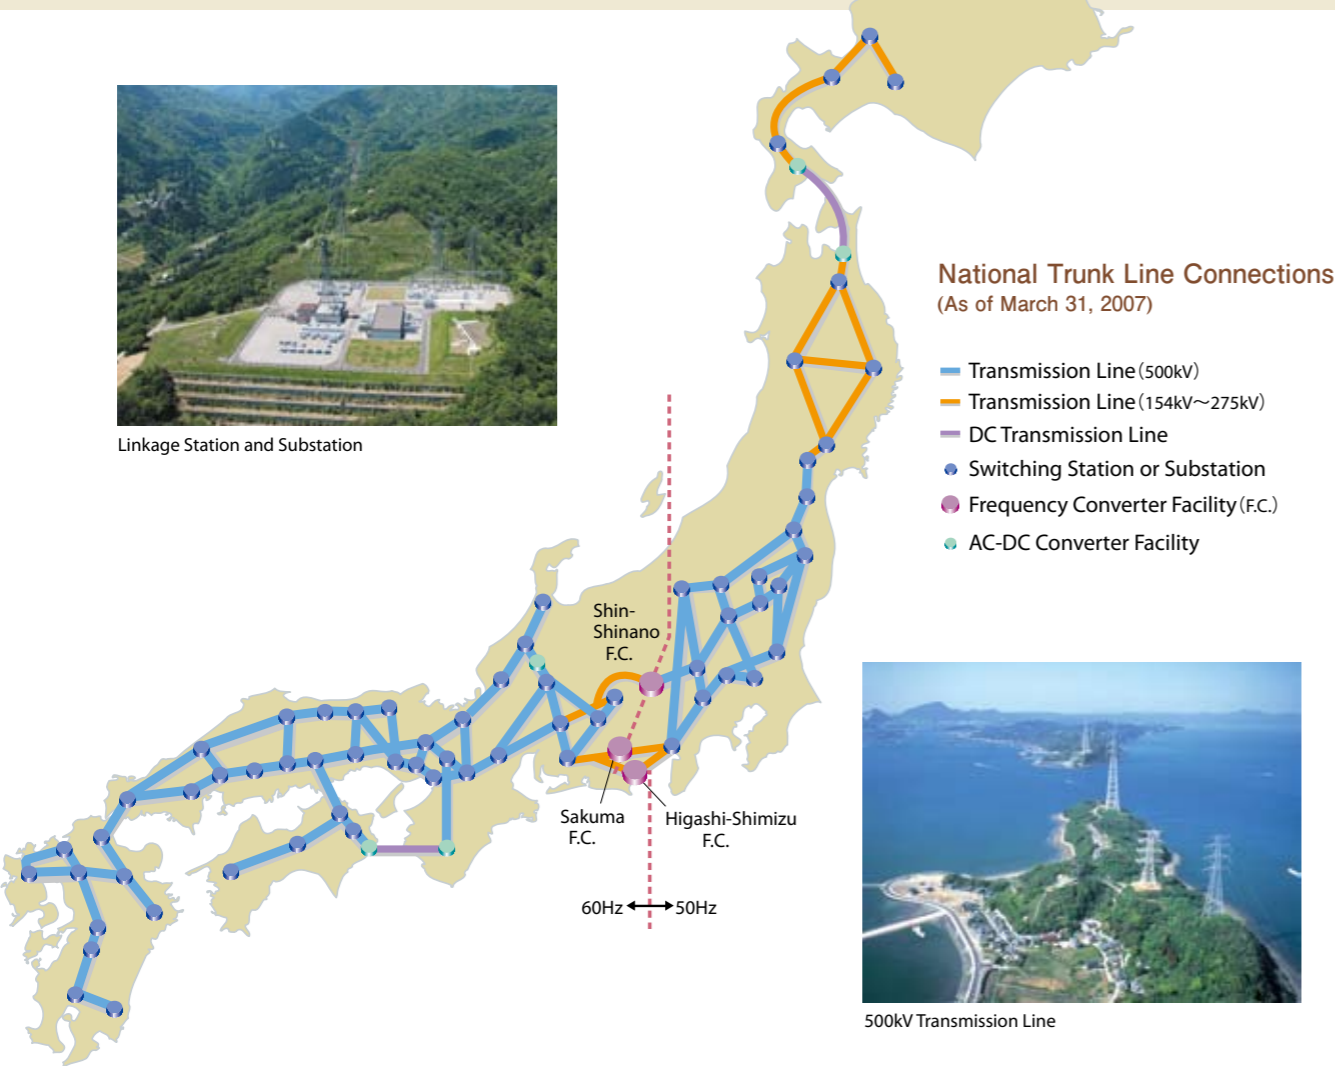 Linkage Station and Substation
National Trunk Line Connections
(As of March 31, 2007)
Transmission Line(500kV)
Transmission Line(154kV～275kV)
DC Transmission Line
Switching Station or Substation
Frequency Converter Facility(F.C.)
AC-DC Converter Facility
Shin-
Shinano
F.C.
Sakuma
F.C.
Higashi-Shimizu
F.C.
60Hz
50Hz
500kV Transmission Line